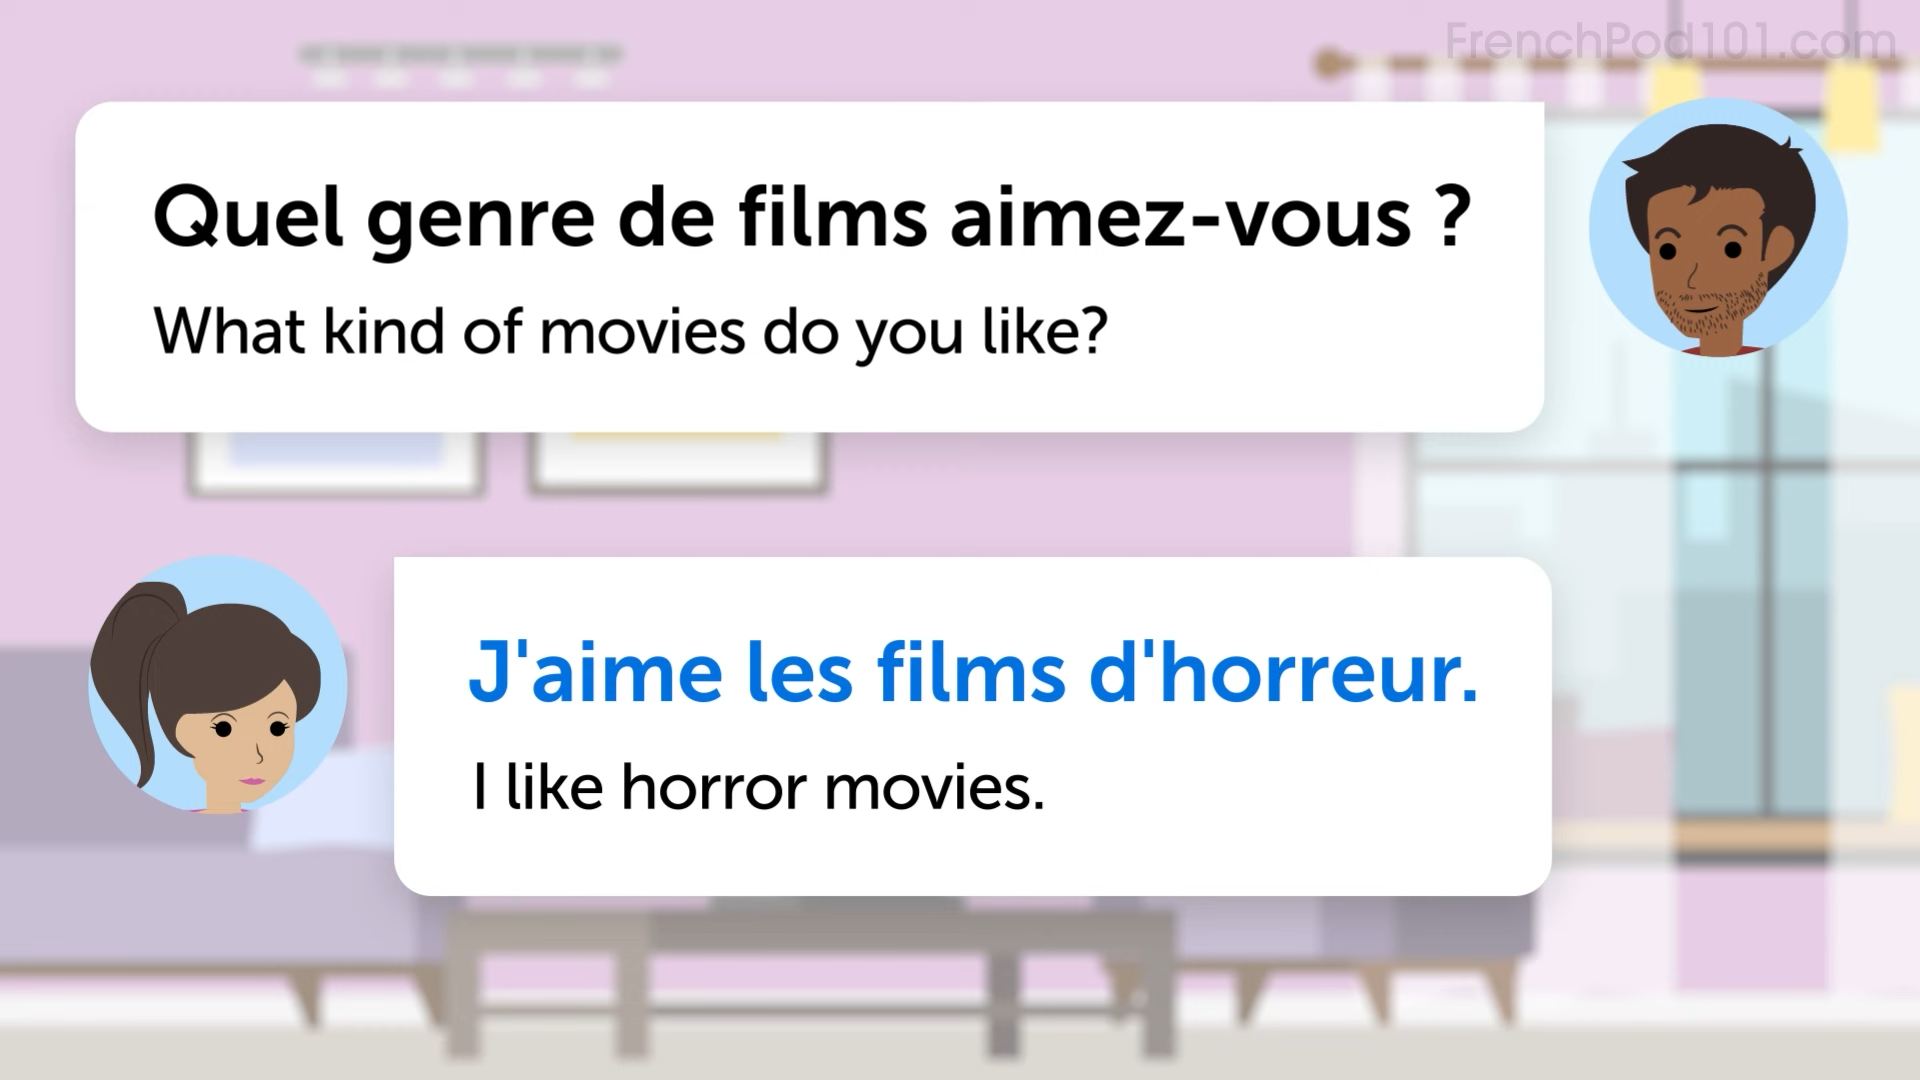 FrenchPod101.com
Quel genre de films aimez-vous ?
What kind of movies do you like?
J'aime les films d'horreur.
I like horror movies.